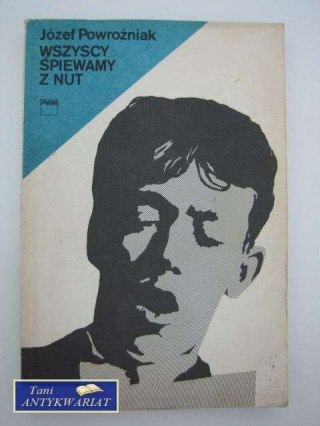 Józef Powroźniak
WSZYSCY
ŚPIEWAMY
Z NUT
PWM
Tani
ANTYKWARIAT